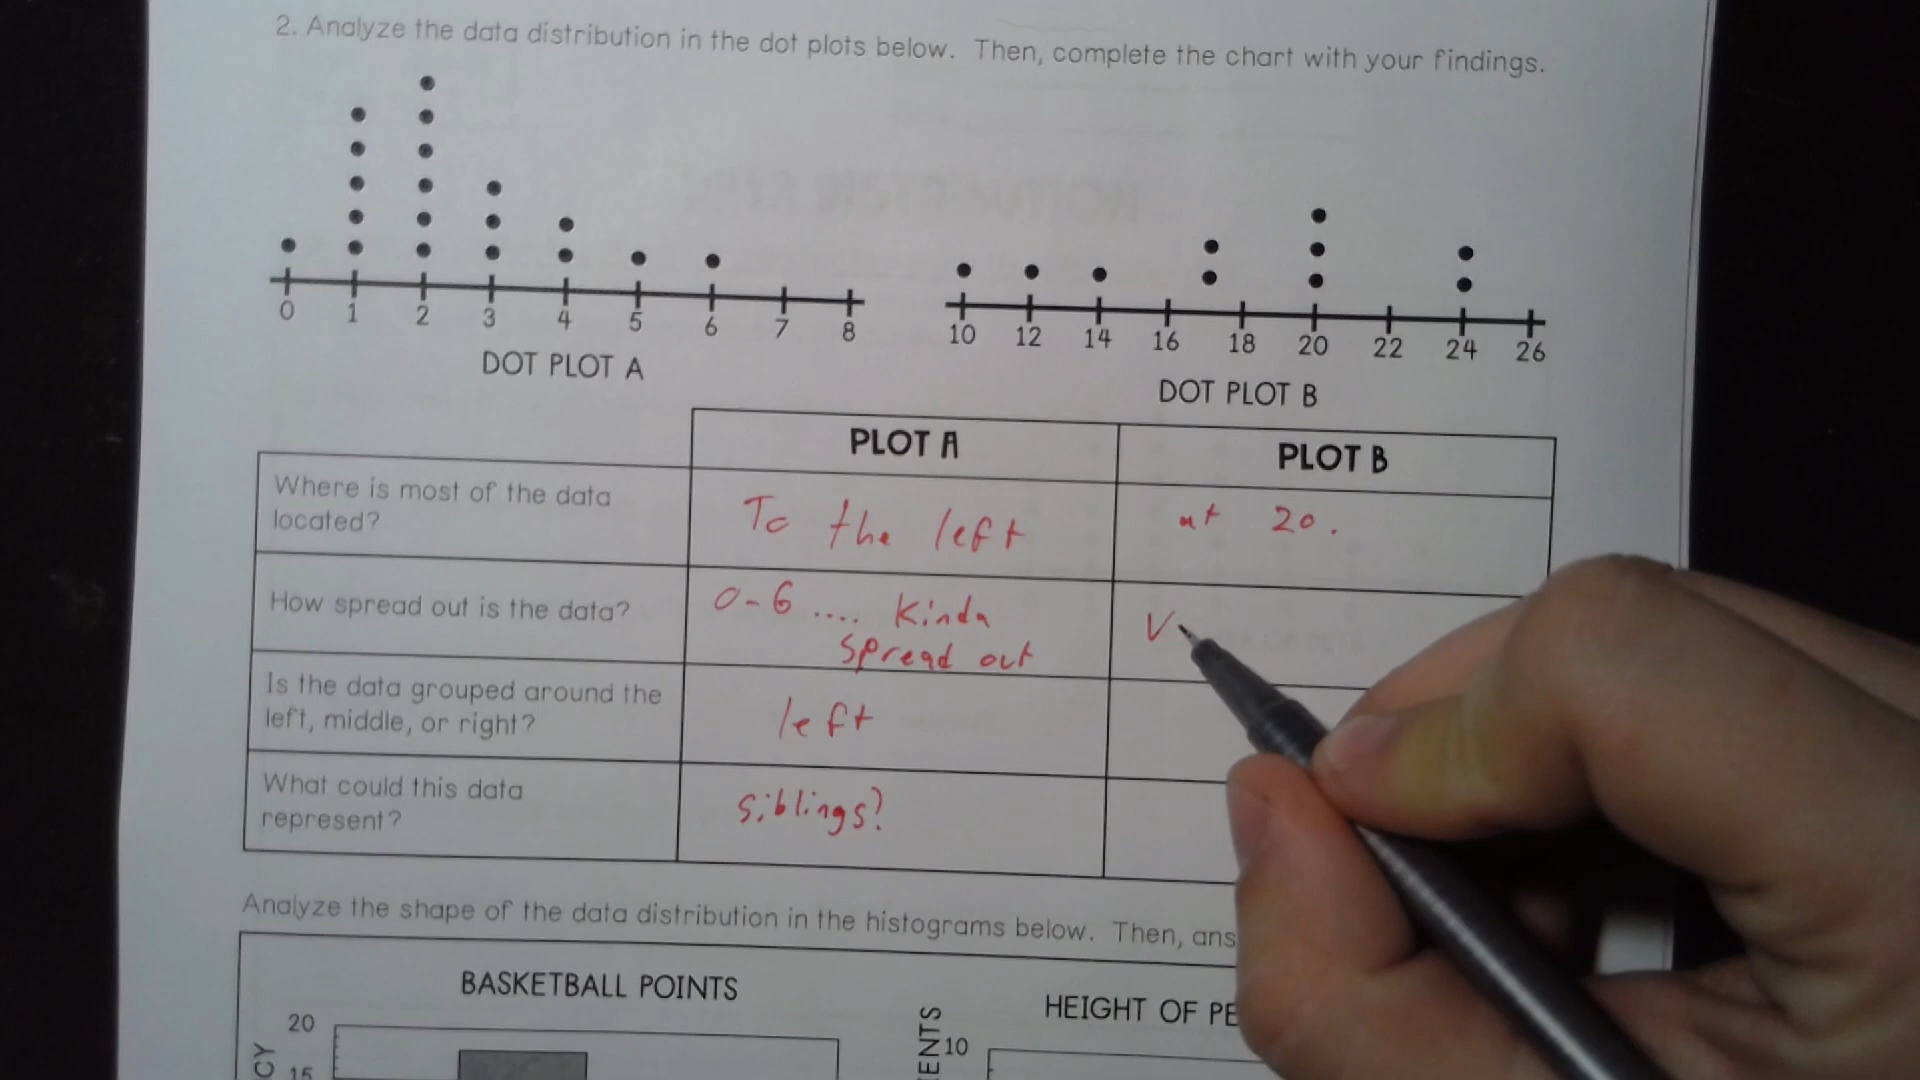 2. Analyze the data distribution in the dot plots below. Then, complete the chart with your findings.
0 1 2 3 4 5 6 7 8
DOT PLOT A
10 12 14 16 18 20 22 24 26
DOT PLOT B
PLOT A PLOT B
Where is most of the data
located?
To the left
at 20.
How spread out is the data?
0-6 .... Kinda
spread out
V
Is the data grouped around the
left, middle, or right?
left
What could this data
represent?
siblings?
Analyze the shape of the data distribution in the histograms below. Then, ans
BASKETBALL POINTS
20
15
CY
HEIGHT OF PE
10
ENTS